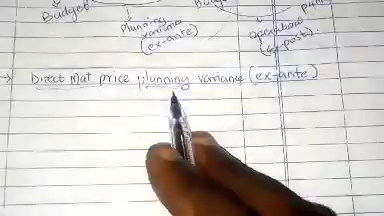 Budget
Planning
variance
(ex-ante)
operational
(ex-post)
→ Direct Mat price planning variance (ex-ante)